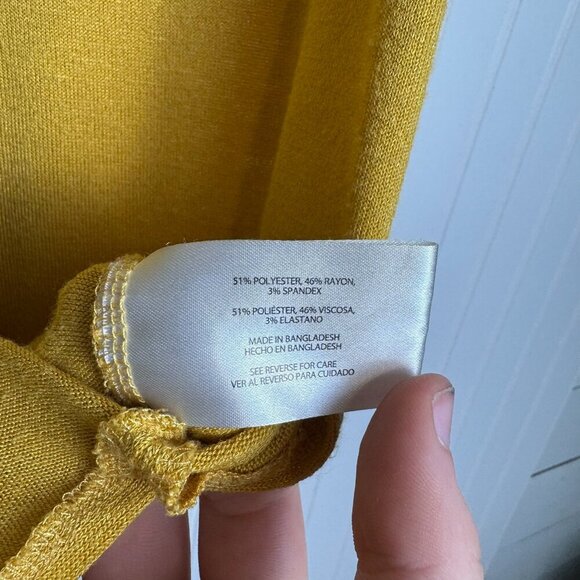 51% POLYESTER, 46% RAYON,
3% SPANDEX
51% POLIÉSTER, 46% VISCOSA,
3% ELASTANO
MADE IN BANGLADESH
HECHO EN BANGLADESH
SEE REVERSE FOR CARE
VER AL REVERSO PARA CUIDADO